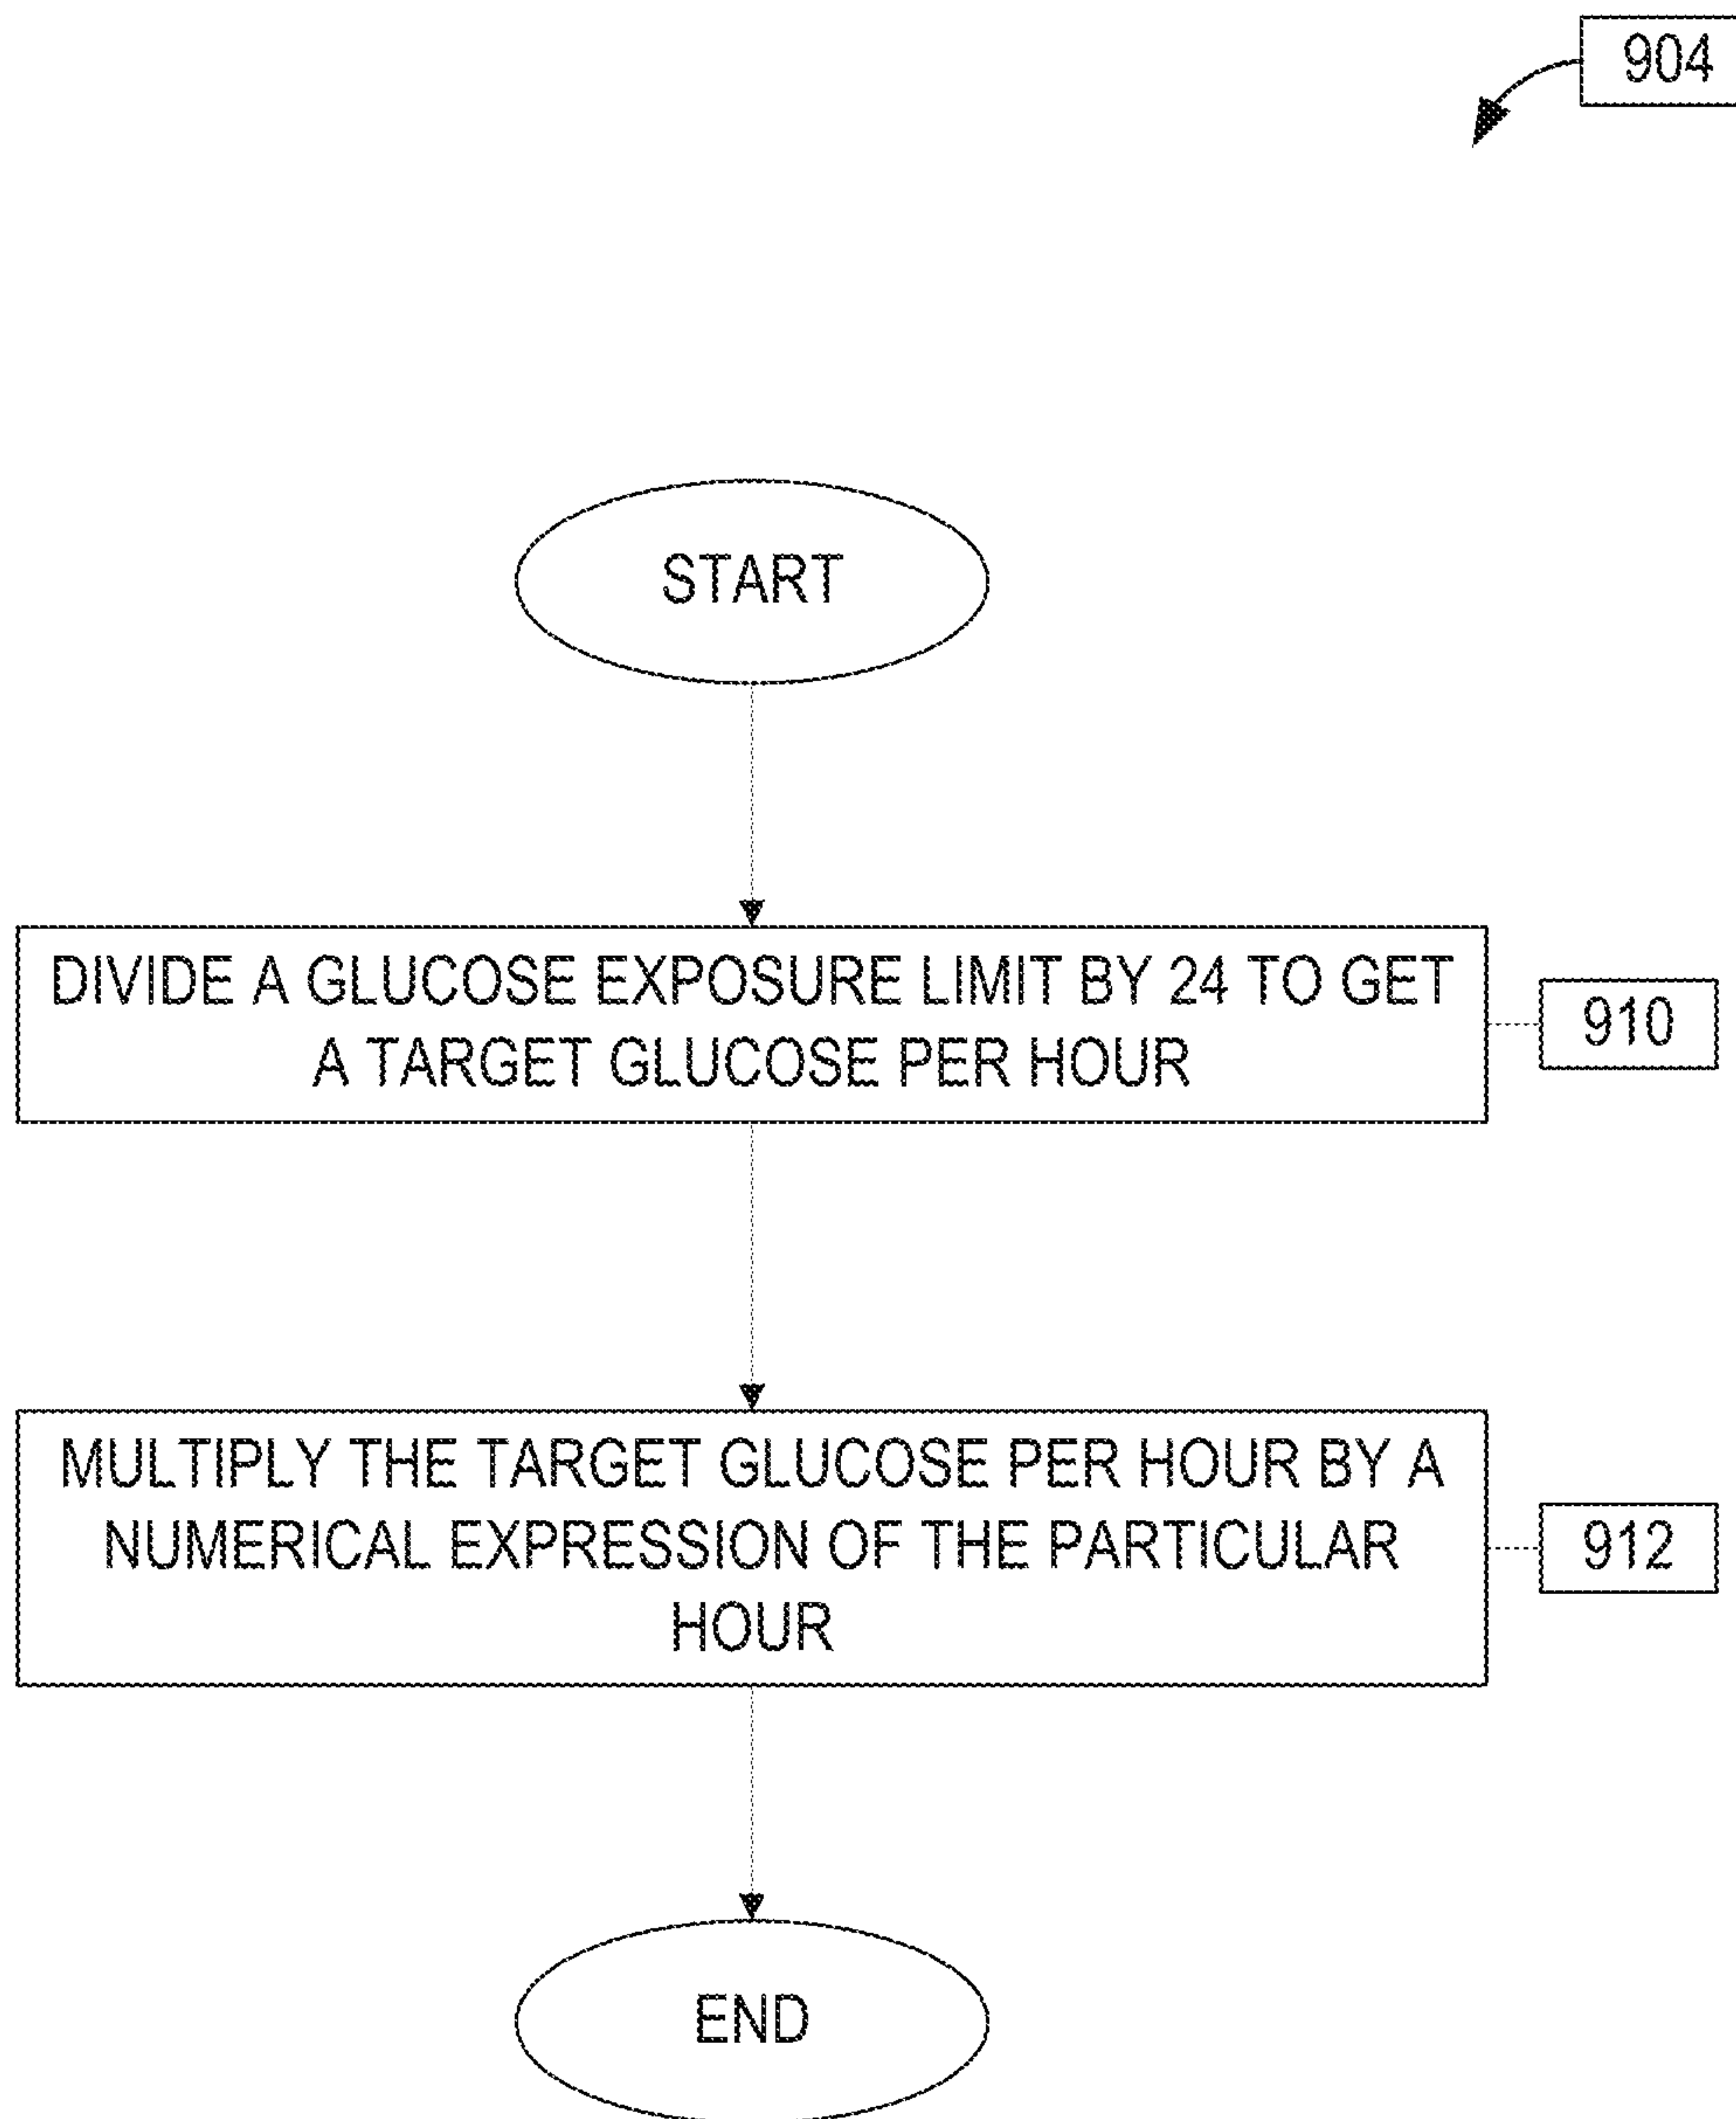 904
START
DIVIDE A GLUCOSE EXPOSURE LIMIT BY 24 TO GET
A TARGET GLUCOSE PER HOUR
910
MULTIPLY THE TARGET GLUCOSE PER HOUR BY A
NUMERICAL EXPRESSION OF THE PARTICULAR
HOUR
912
END